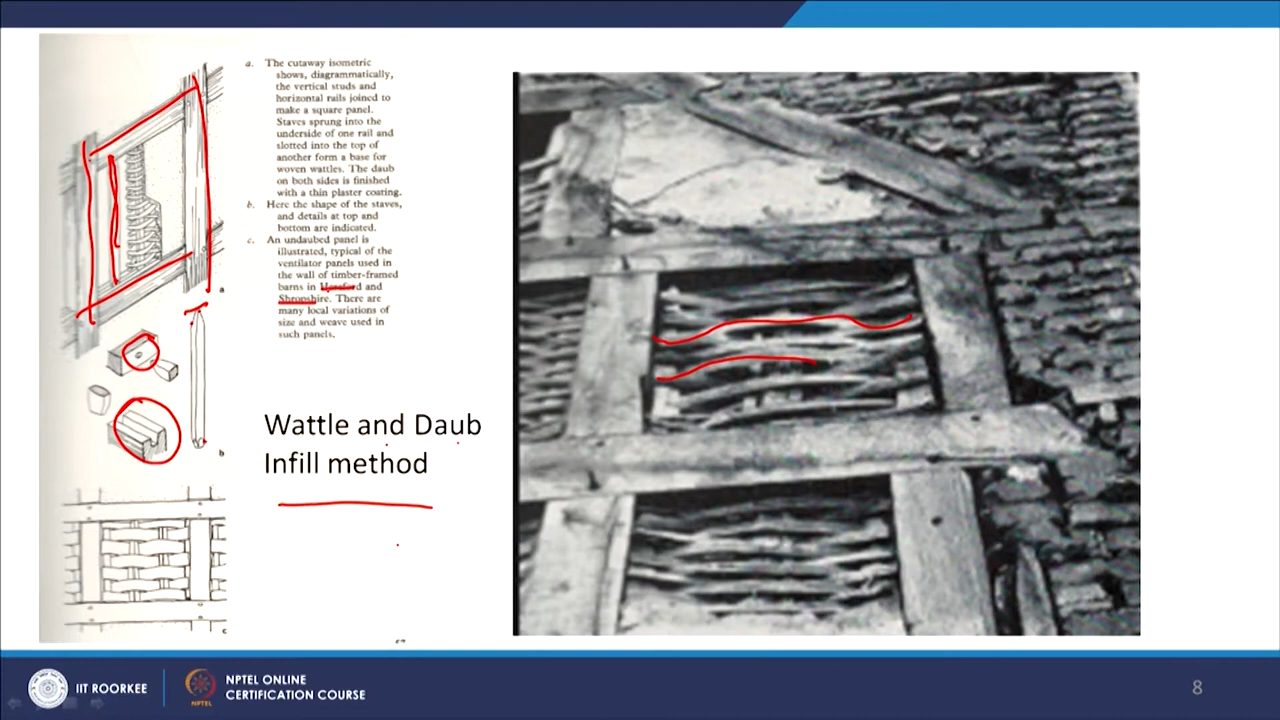 a. The cutaway isometric
shows, diagrammatically,
the vertical studs and
horizontal rails joined to
make a square panel.
Staves sprung into the
underside of one rail and
slotted into the top of
another form a base for
woven wattles. The daub
on both sides is finished
with a thin plaster coating.
b. Here the shape of the staves,
and details at top and
bottom are indicated.
c. An undaubed panel is
illustrated, typical of the
ventilator panels used in
the wall of timber-framed
barns in Hereford and
Shropshire. There are
many local variations of
size and weave used in
such panels.
a
b
c
Wattle and Daub
Infill method
IIT ROORKEE
NPTEL
NPTEL ONLINE
CERTIFICATION COURSE
8